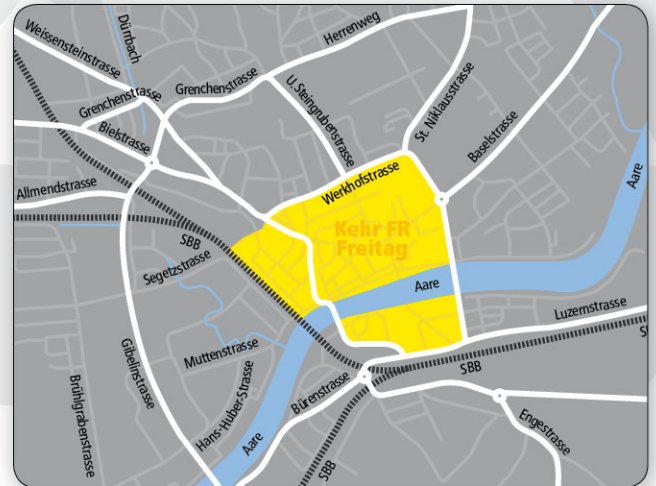 Weissensteinstrasse
Dürrbach
Herrenweg
Grenchenstrasse
Grenchenstrasse
U. Steingrubenstrasse
St. Niklausstrasse
Baselstrasse
Bielstrasse
Aare
Allmendstrasse
Werkhofstrasse
Kehr FR
Freitag
SBB
Segetzstrasse
Aare
Luzernstrasse
SBB
Muttenstrasse
Gibelinstrasse
Brühlgrabenstrasse
Hans-Huber-Strasse
Bürenstrasse
Engestrasse
Aare
SBB